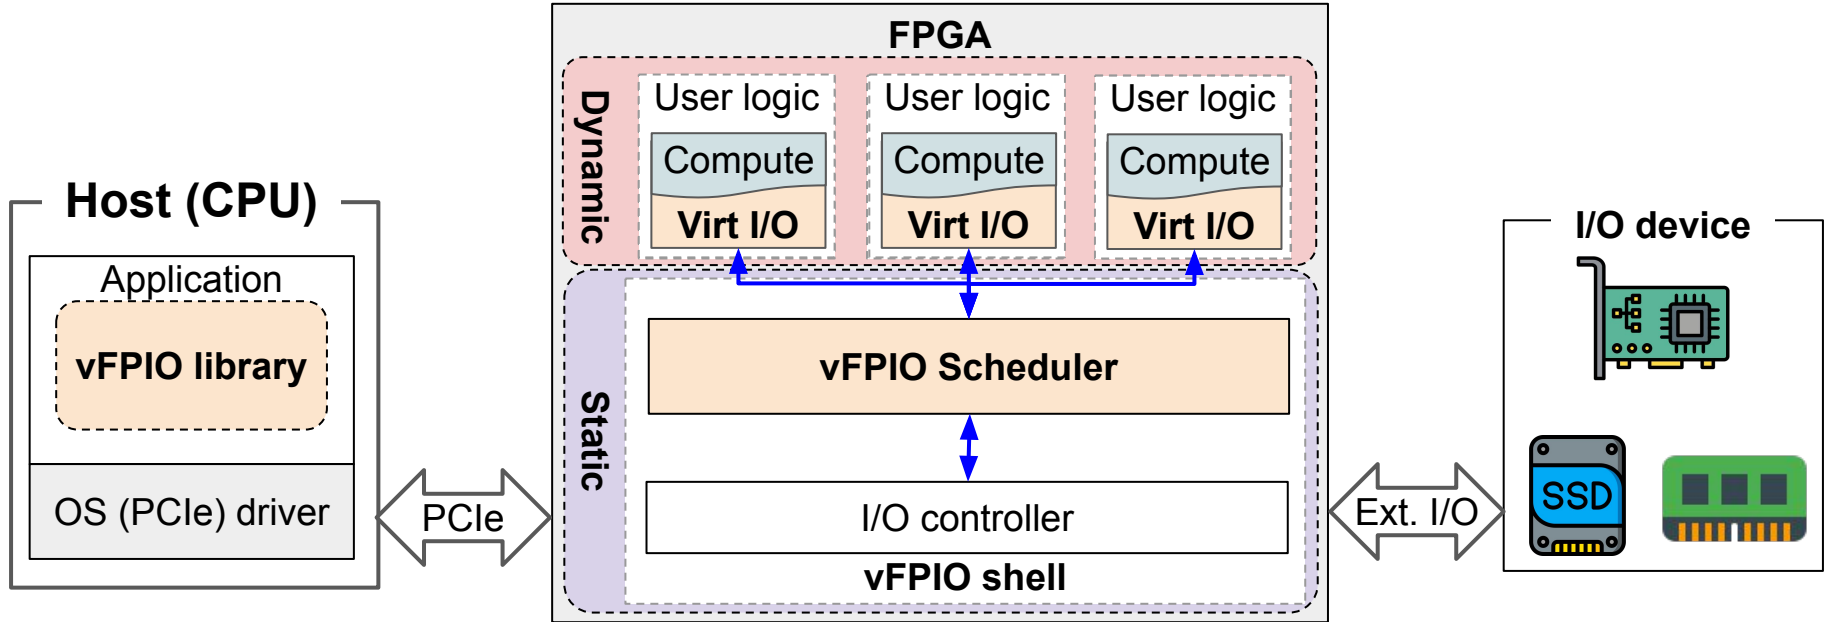 Host (CPU)
Application
vFPIO library
OS (PCIe) driver
PCIe
FPGA
Dynamic
User logic
Compute
Virt I/O
User logic
Compute
Virt I/O
User logic
Compute
Virt I/O
Static
vFPIO Scheduler
I/O controller
vFPIO shell
Ext. I/O
I/O device
SSD